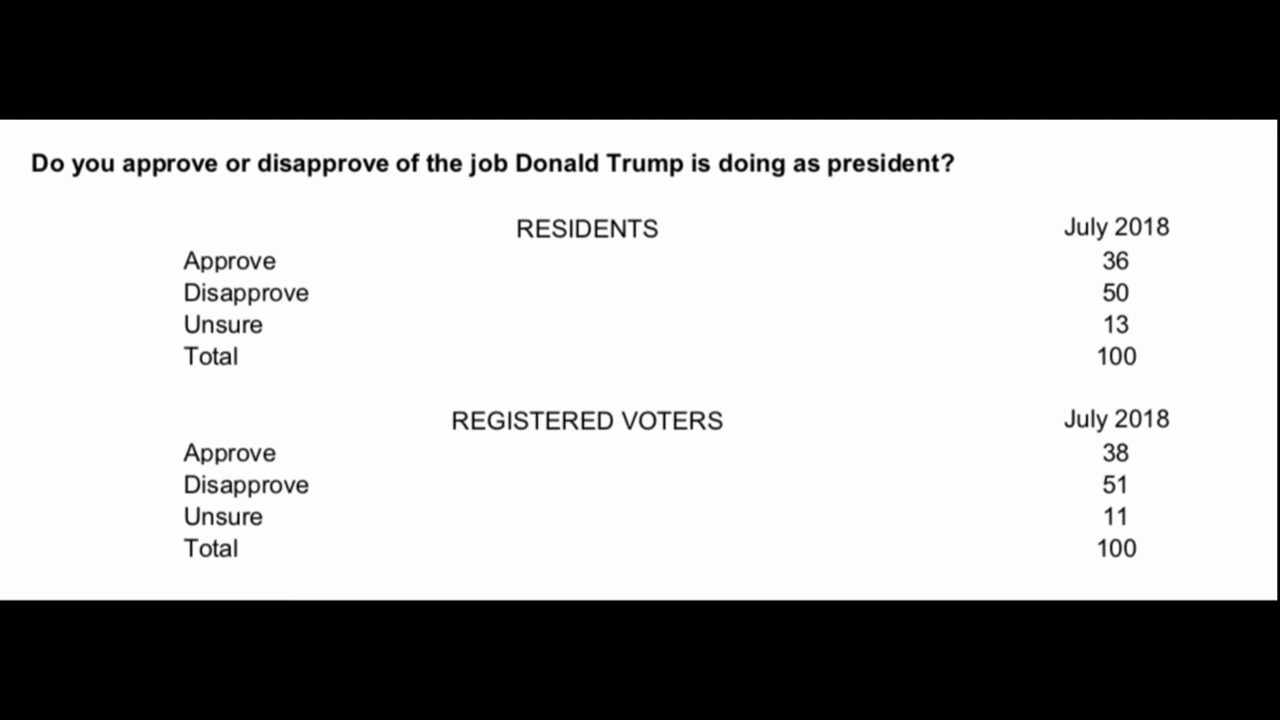 Do you approve or disapprove of the job Donald Trump is doing as president?
RESIDENTS July 2018
Approve 36
Disapprove 50
Unsure 13
Total 100
REGISTERED VOTERS July 2018
Approve 38
Disapprove 51
Unsure 11
Total 100